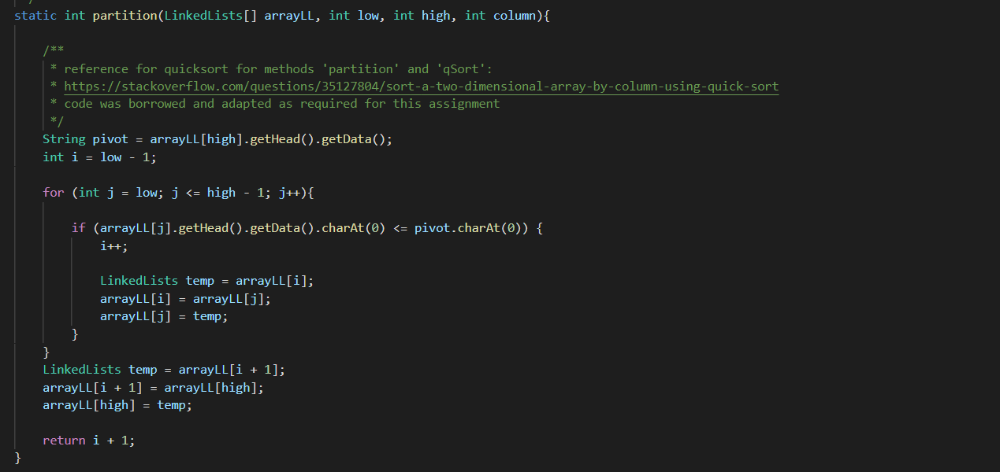 */
static int partition(LinkedLists[] arrayLL, int low, int high, int column){
/**
* reference for quicksort for methods 'partition' and 'qSort':
* https://stackoverflow.com/questions/35127804/sort-a-two-dimensional-array-by-column-using-quick-sort
* code was borrowed and adapted as required for this assignment
*/
String pivot = arrayLL[high].getHead().getData();
int i = low - 1;
for (int j = low; j <= high - 1; j++){
if (arrayLL[j].getHead().getData().charAt(0) <= pivot.charAt(0)) {
i++;
LinkedLists temp = arrayLL[i];
arrayLL[i] = arrayLL[j];
arrayLL[j] = temp;
}
}
LinkedLists temp = arrayLL[i + 1];
arrayLL[i + 1] = arrayLL[high];
arrayLL[high] = temp;
return i + 1;
}